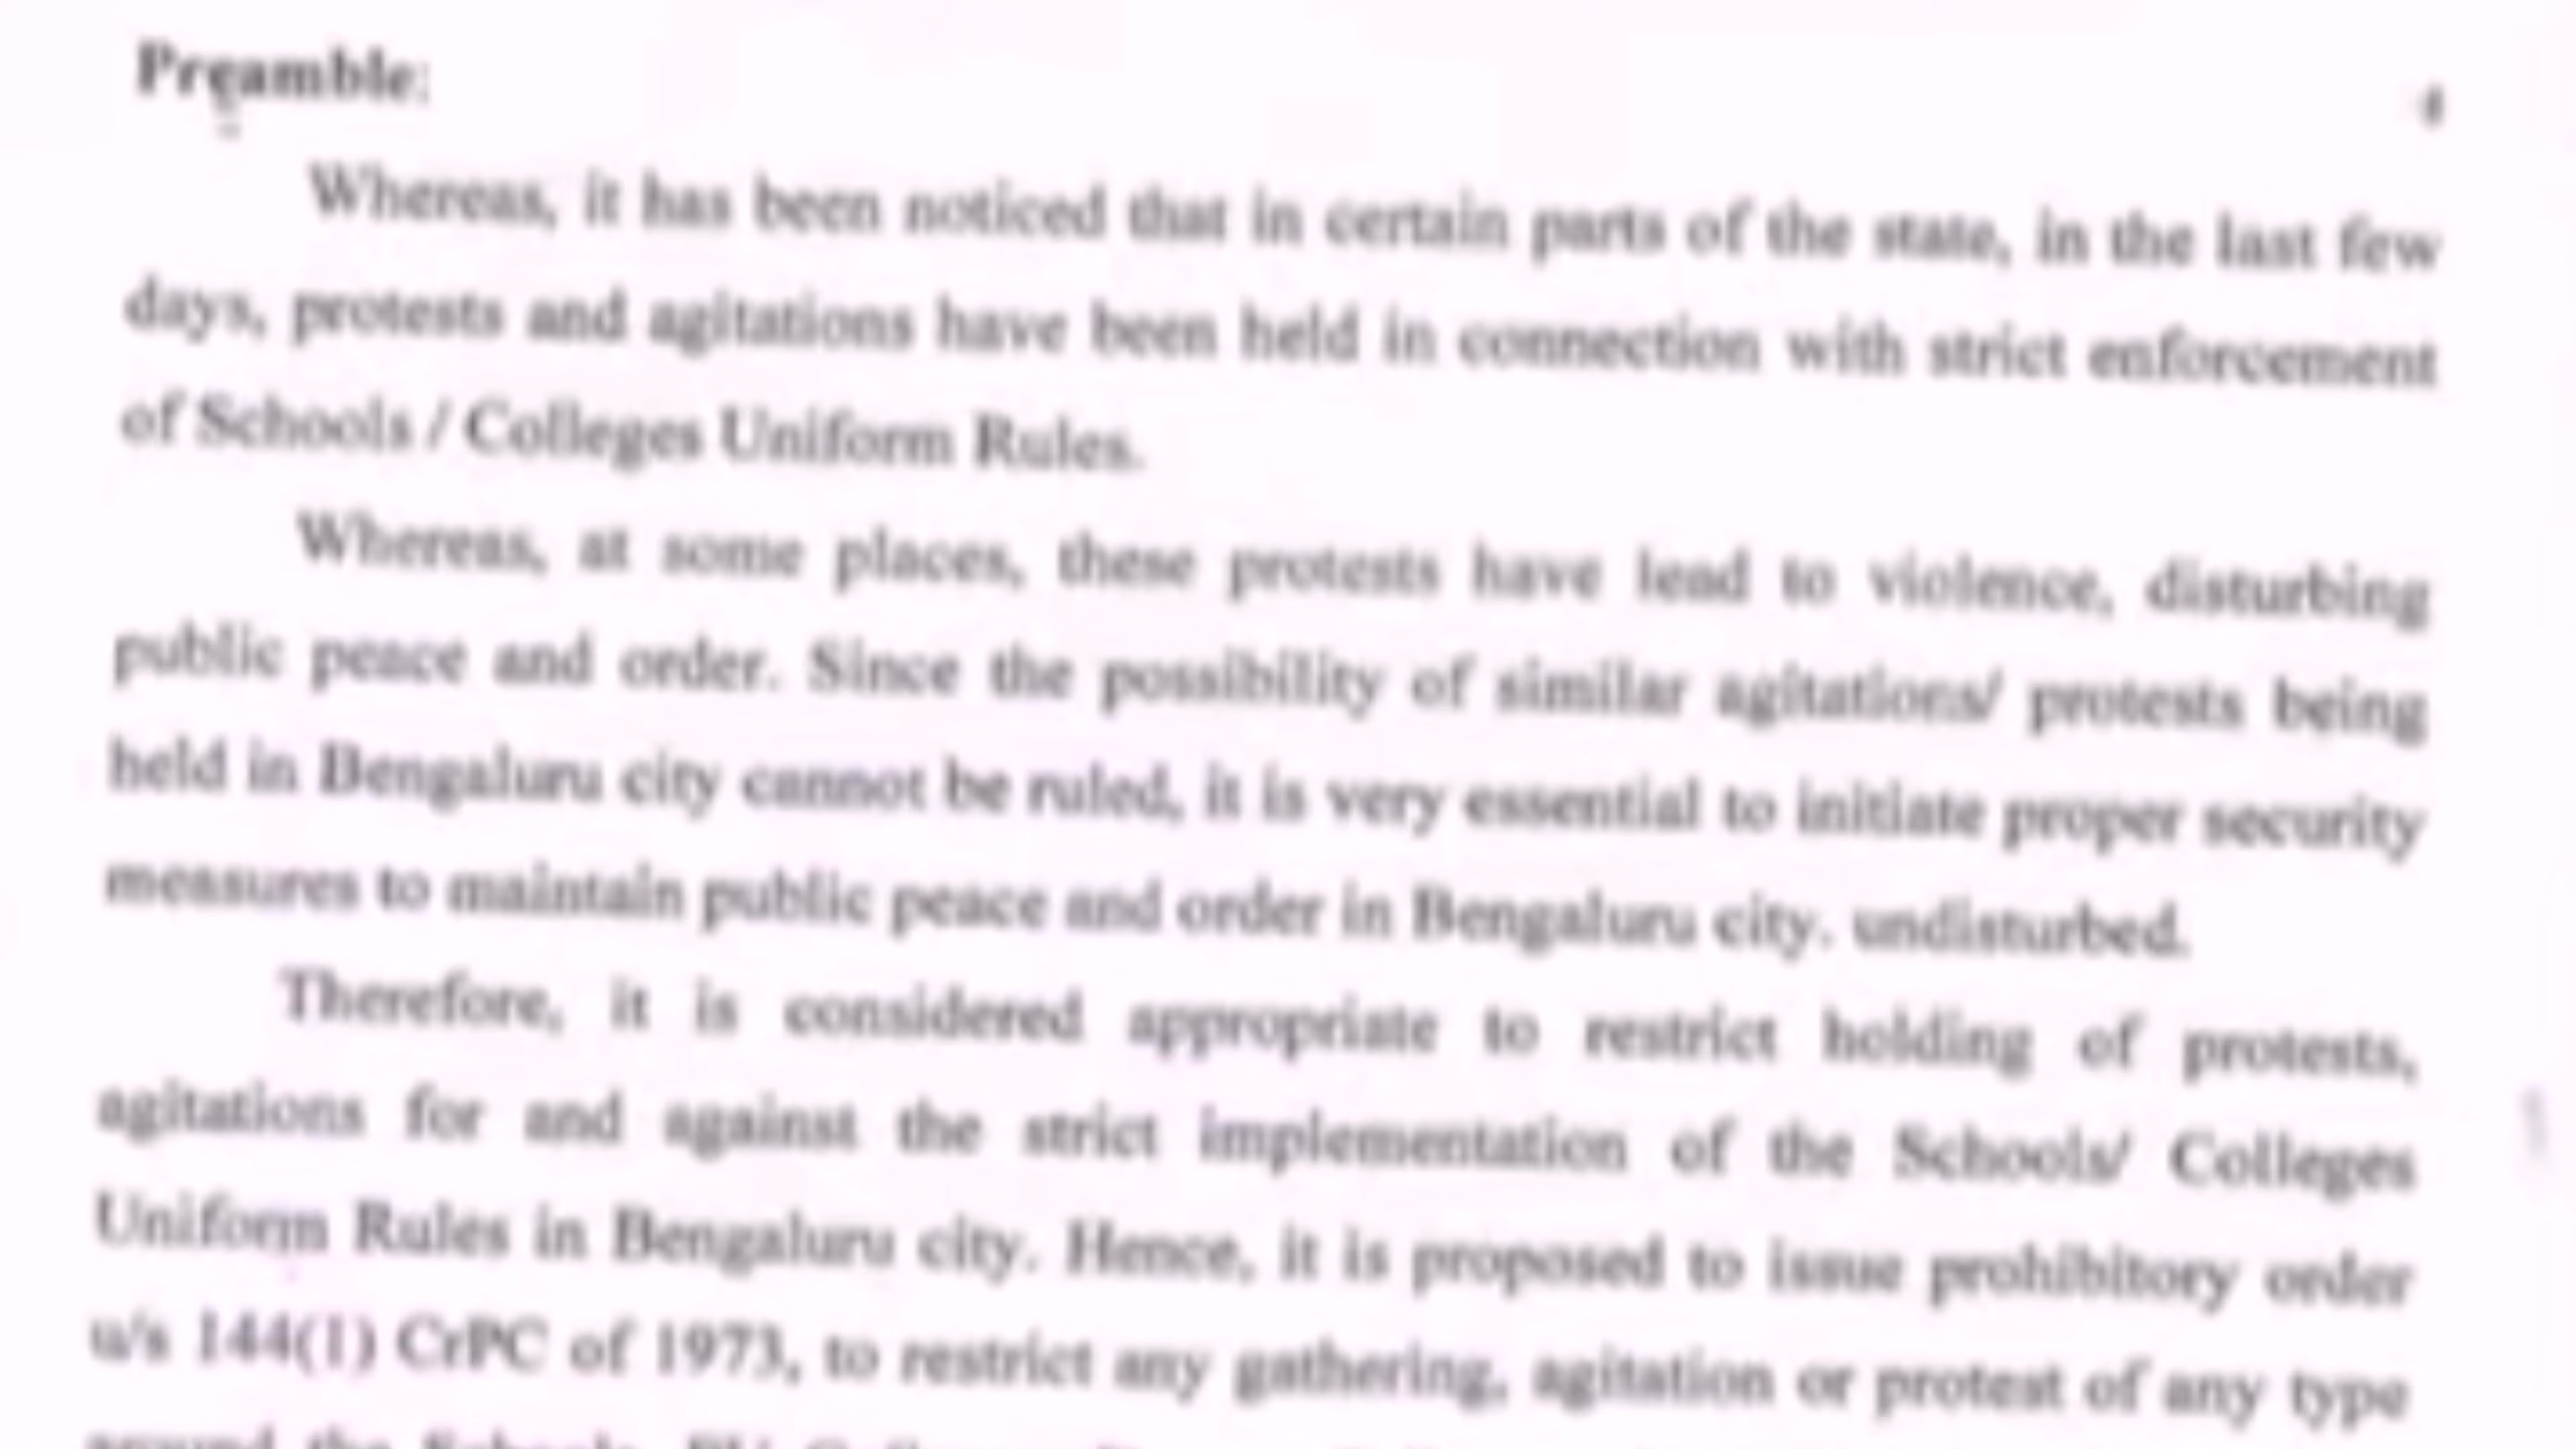 Preamble:
Whereas, it has been noticed that in certain parts of the state, in the last few
days, protests and agitations have been held in connection with strict enforcement
of Schools / Colleges Uniform Rules.
Whereas, at some places, these protests have lead to violence, disturbing
public peace and order. Since the possibility of similar agitations/ protests being
held in Bengaluru city cannot be ruled, it is very essential to initiate proper security
measures to maintain public peace and order in Bengaluru city. undisturbed.
Therefore, it is considered appropriate to restrict holding of protests,
agitations for and against the strict implementation of the Schools/ Colleges
Uniform Rules in Bengaluru city. Hence, it is proposed to issue prohibitory order
u/s 144(1) CrPC of 1973, to restrict any gathering, agitation or protest of any type
around the Schools, PU